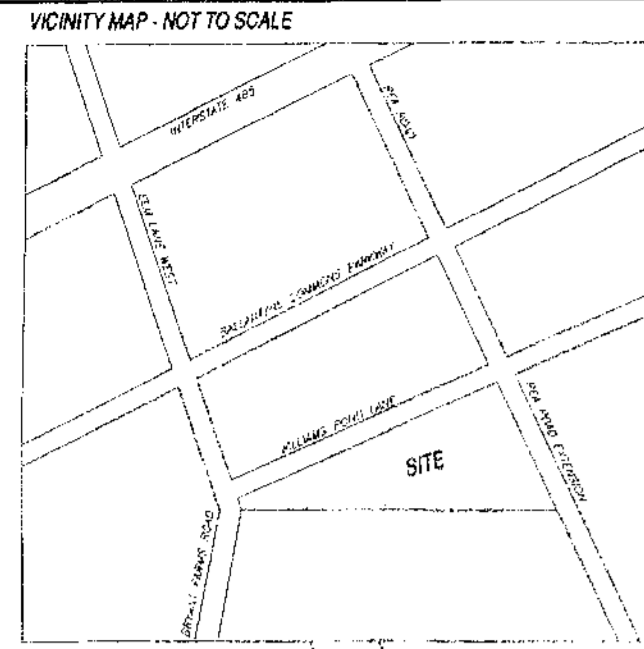 VICINITY MAP - NOT TO SCALE
INTERSTATE 485
REA ROAD
ELM LANE WEST
BALLANTYNE COMMONS PARKWAY
WILLIAMS POND LANE
SITE
REA ROAD EXTENSION
BRYANT FARMS ROAD